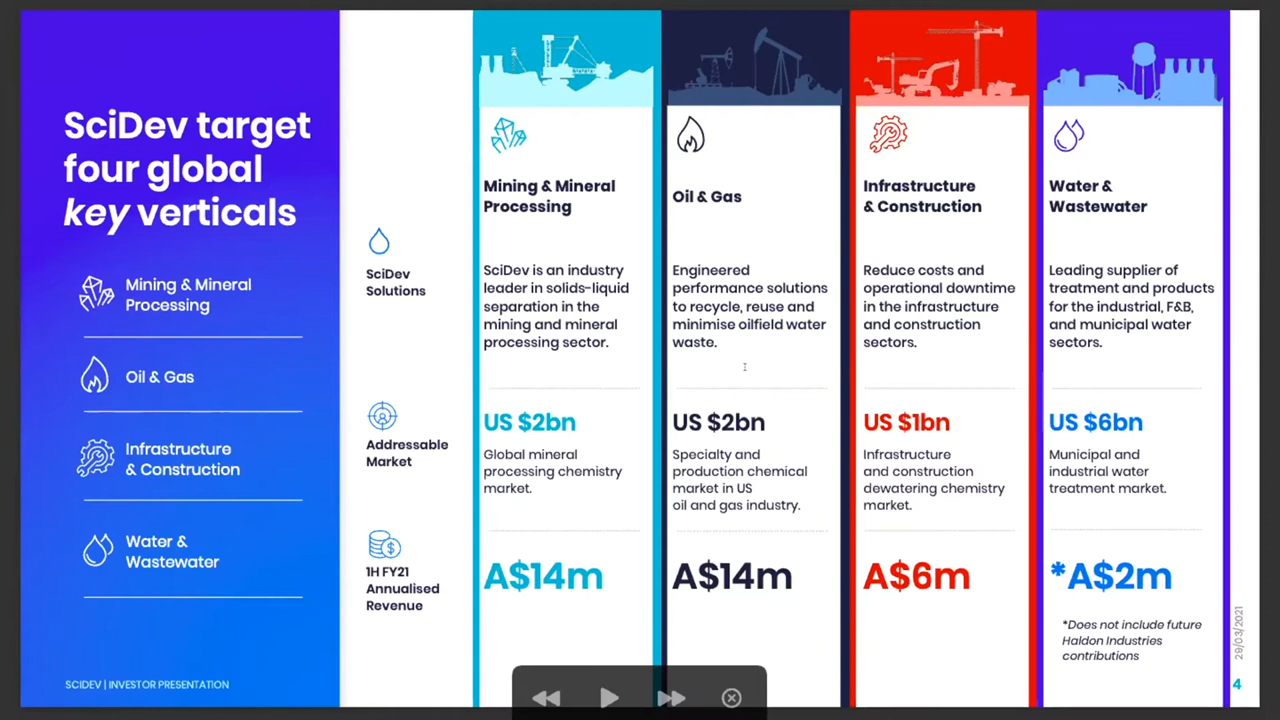 SciDev target
four global
key verticals
Mining & Mineral
Processing
Oil & Gas
Infrastructure
& Construction
Water &
Wastewater
SCIDEV | INVESTOR PRESENTATION
SciDev
Solutions
Addressable
Market
1H FY21
Annualised
Revenue
Mining & Mineral
Processing
SciDev is an industry
leader in solids-liquid
separation in the
mining and mineral
processing sector.
US $2bn
Global mineral
processing chemistry
market.
A$14m
Oil & Gas
Engineered
performance solutions
to recycle, reuse and
minimise oilfield water
waste.
US $2bn
Specialty and
production chemical
market in US
oil and gas industry.
A$14m
Infrastructure
& Construction
Reduce costs and
operational downtime
in the infrastructure
and construction
sectors.
US $1bn
Infrastructure
and construction
dewatering chemistry
market.
A$6m
Water &
Wastewater
Leading supplier of
treatment and products
for the industrial, F&B,
and municipal water
sectors.
US $6bn
Municipal and
industrial water
treatment market.
*A$2m
*Does not include future
Haldon Industries
contributions
29/03/2021
4